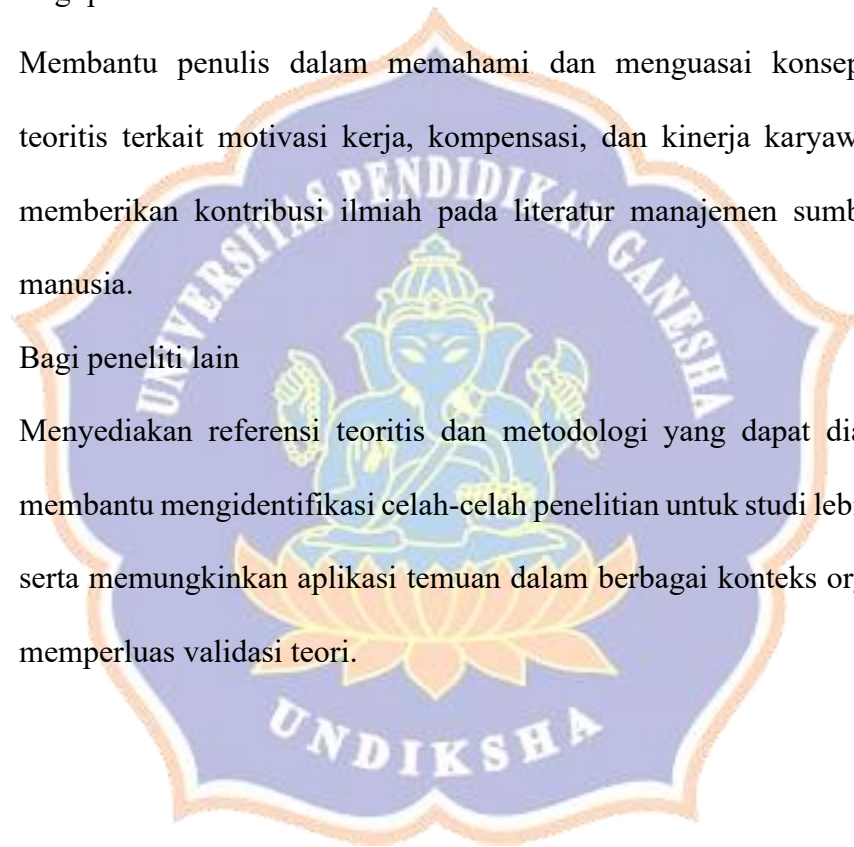 Membantu penulis dalam memahami dan menguasai konsep
teoritis terkait motivasi kerja, kompensasi, dan kinerja karyaw
memberikan kontribusi ilmiah pada literatur manajemen sumb
manusia.
Bagi peneliti lain
Menyediakan referensi teoritis dan metodologi yang dapat dia
membantu mengidentifikasi celah-celah penelitian untuk studi lebi
serta memungkinkan aplikasi temuan dalam berbagai konteks or
memperluas validasi teori.
UNIVERSITAS PENDIDIKAN GANESHA
UNDIKSHA